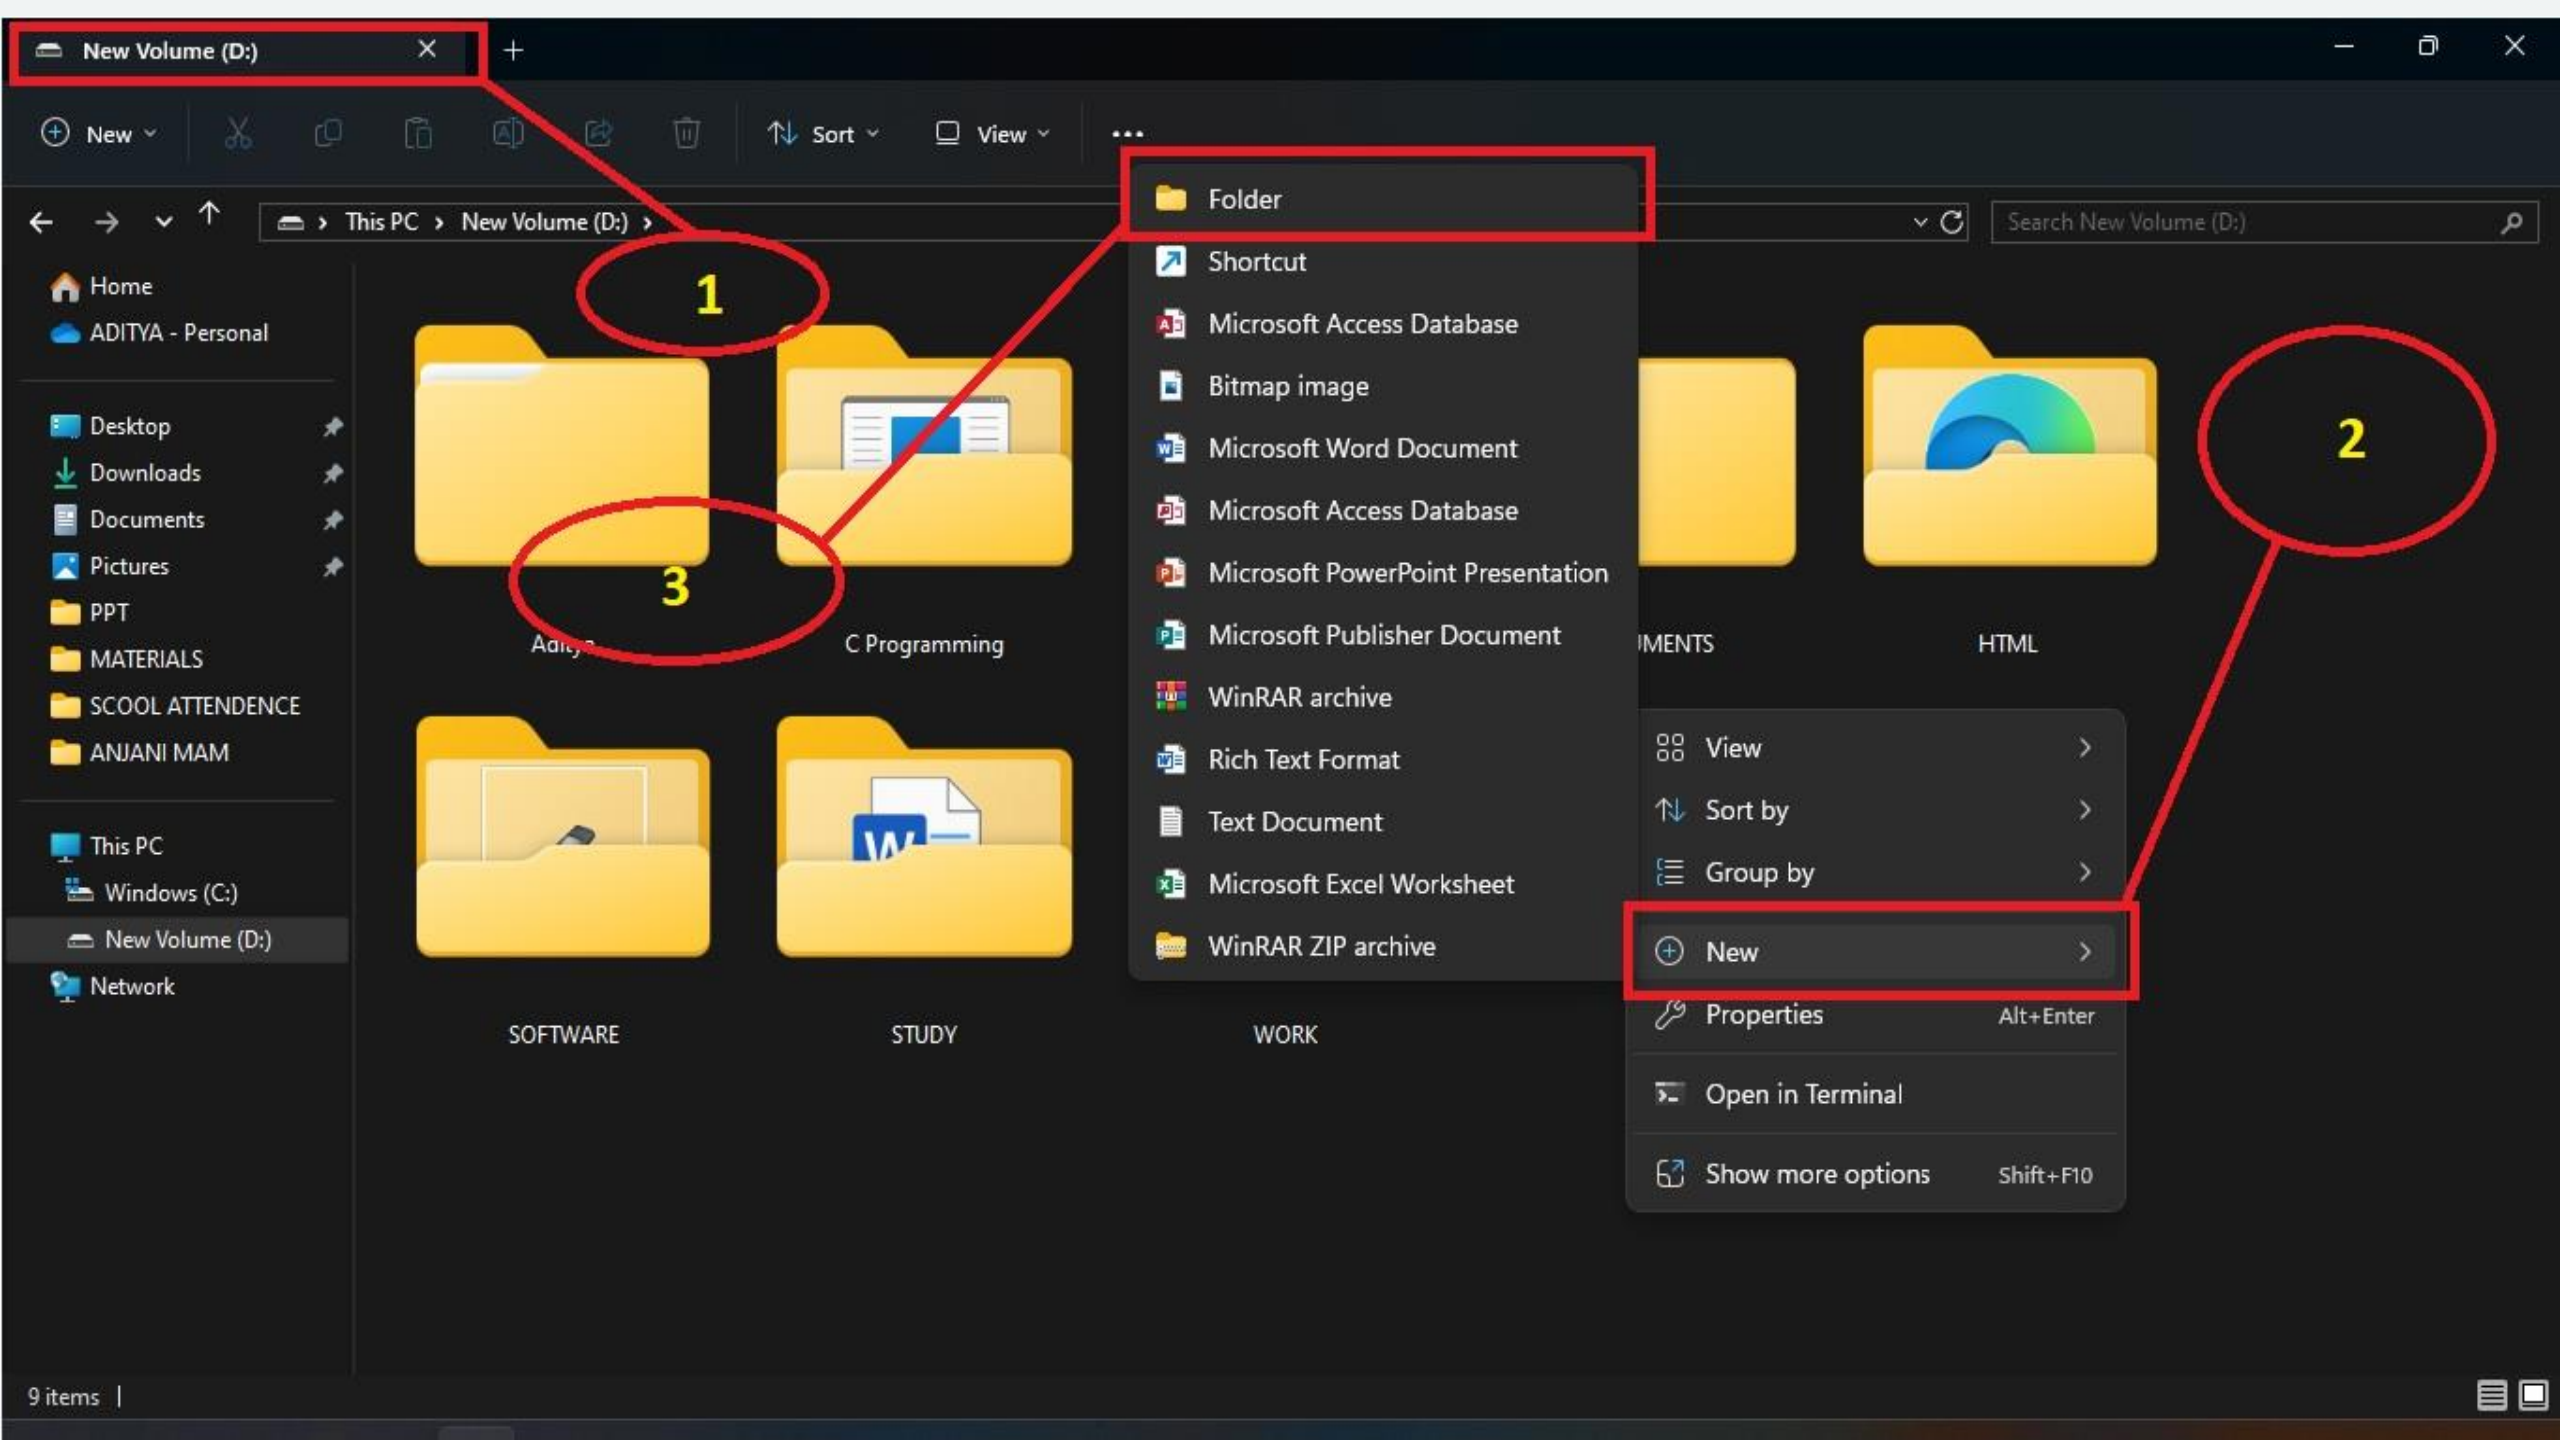 New Volume (D:)
New
Sort
View
This PC > New Volume (D:) >
Search New Volume (D:)
Home
ADITYA - Personal
Desktop
Downloads
Documents
Pictures
PPT
MATERIALS
SCOOL ATTENDENCE
ANJANI MAM
This PC
Windows (C:)
New Volume (D:)
Network
1
2
3
Aditya
C Programming
UMENTS
HTML
SOFTWARE
STUDY
WORK
Folder
Shortcut
Microsoft Access Database
Bitmap image
Microsoft Word Document
Microsoft Access Database
Microsoft PowerPoint Presentation
Microsoft Publisher Document
WinRAR archive
Rich Text Format
Text Document
Microsoft Excel Worksheet
WinRAR ZIP archive
View
Sort by
Group by
New
Properties Alt+Enter
Open in Terminal
Show more options Shift+F10
9 items